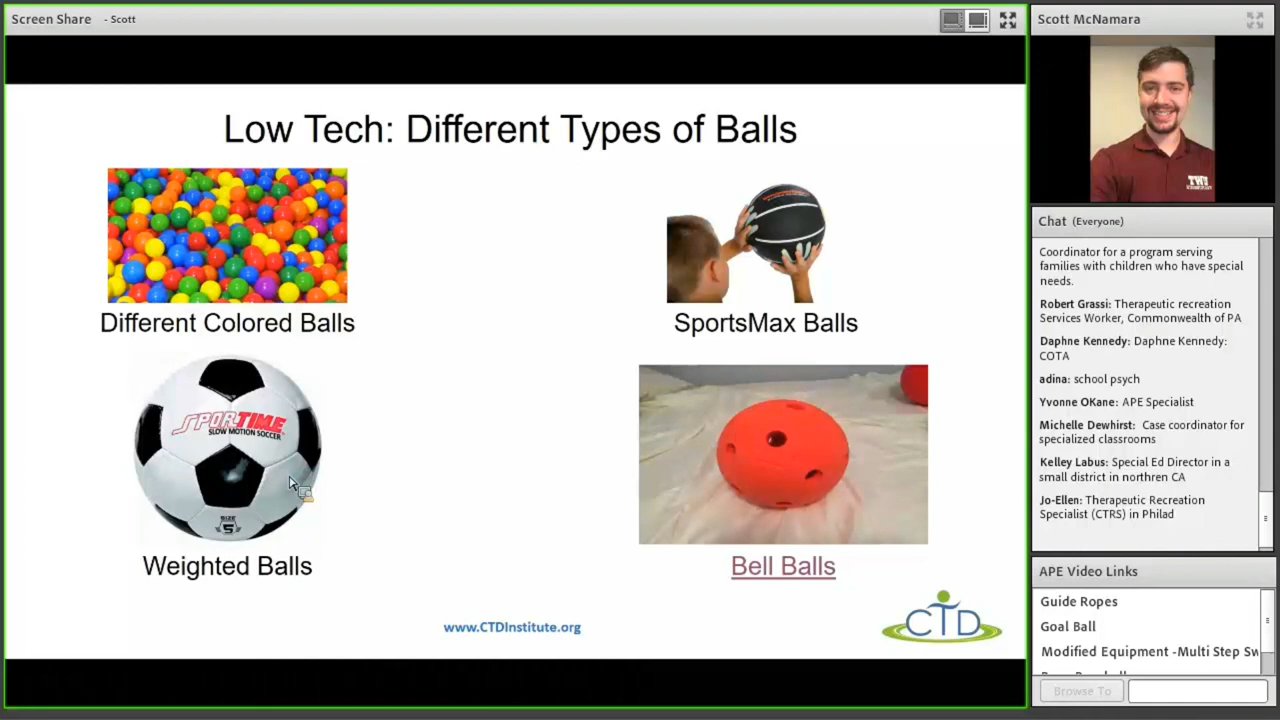 Screen Share - Scott
Low Tech: Different Types of Balls
Different Colored Balls
SportsMax Balls
SPORTIME
SLOW MOTION SOCCER
SIZE
5
Weighted Balls
Bell Balls
www.CTDInstitute.org
CTD
Scott McNamara
TWU
Chat (Everyone)
Coordinator for a program serving
families with children who have special
needs.
Robert Grassi: Therapeutic recreation
Services Worker, Commonwealth of PA
Daphne Kennedy: Daphne Kennedy:
COTA
adina: school psych
Yvonne OKane: APE Specialist
Michelle Dewhirst: Case coordinator for
specialized classrooms
Kelley Labus: Special Ed Director in a
small district in northren CA
Jo-Ellen: Therapeutic Recreation
Specialist (CTRS) in Philad
APE Video Links
Guide Ropes
Goal Ball
Modified Equipment -Multi Step Sw
Browse To